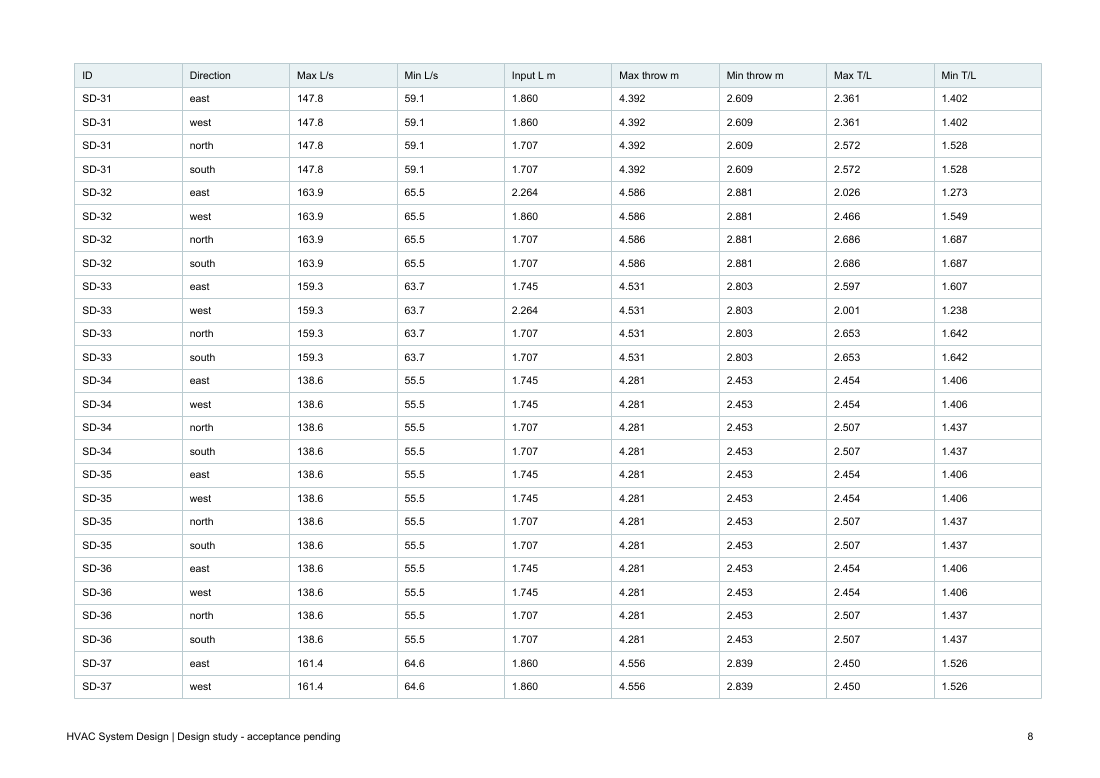 ID Direction Max L/s Min L/s Input L m Max throw m Min throw m Max T/L Min T/L
SD-31 east 147.8 59.1 1.860 4.392 2.609 2.361 1.402
SD-31 west 147.8 59.1 1.860 4.392 2.609 2.361 1.402
SD-31 north 147.8 59.1 1.707 4.392 2.609 2.572 1.528
SD-31 south 147.8 59.1 1.707 4.392 2.609 2.572 1.528
SD-32 east 163.9 65.5 2.264 4.586 2.881 2.026 1.273
SD-32 west 163.9 65.5 1.860 4.586 2.881 2.466 1.549
SD-32 north 163.9 65.5 1.707 4.586 2.881 2.686 1.687
SD-32 south 163.9 65.5 1.707 4.586 2.881 2.686 1.687
SD-33 east 159.3 63.7 1.745 4.531 2.803 2.597 1.607
SD-33 west 159.3 63.7 2.264 4.531 2.803 2.001 1.238
SD-33 north 159.3 63.7 1.707 4.531 2.803 2.653 1.642
SD-33 south 159.3 63.7 1.707 4.531 2.803 2.653 1.642
SD-34 east 138.6 55.5 1.745 4.281 2.453 2.454 1.406
SD-34 west 138.6 55.5 1.745 4.281 2.453 2.454 1.406
SD-34 north 138.6 55.5 1.707 4.281 2.453 2.507 1.437
SD-34 south 138.6 55.5 1.707 4.281 2.453 2.507 1.437
SD-35 east 138.6 55.5 1.745 4.281 2.453 2.454 1.406
SD-35 west 138.6 55.5 1.745 4.281 2.453 2.454 1.406
SD-35 north 138.6 55.5 1.707 4.281 2.453 2.507 1.437
SD-35 south 138.6 55.5 1.707 4.281 2.453 2.507 1.437
SD-36 east 138.6 55.5 1.745 4.281 2.453 2.454 1.406
SD-36 west 138.6 55.5 1.745 4.281 2.453 2.454 1.406
SD-36 north 138.6 55.5 1.707 4.281 2.453 2.507 1.437
SD-36 south 138.6 55.5 1.707 4.281 2.453 2.507 1.437
SD-37 east 161.4 64.6 1.860 4.556 2.839 2.450 1.526
SD-37 west 161.4 64.6 1.860 4.556 2.839 2.450 1.526
HVAC System Design | Design study - acceptance pending 8